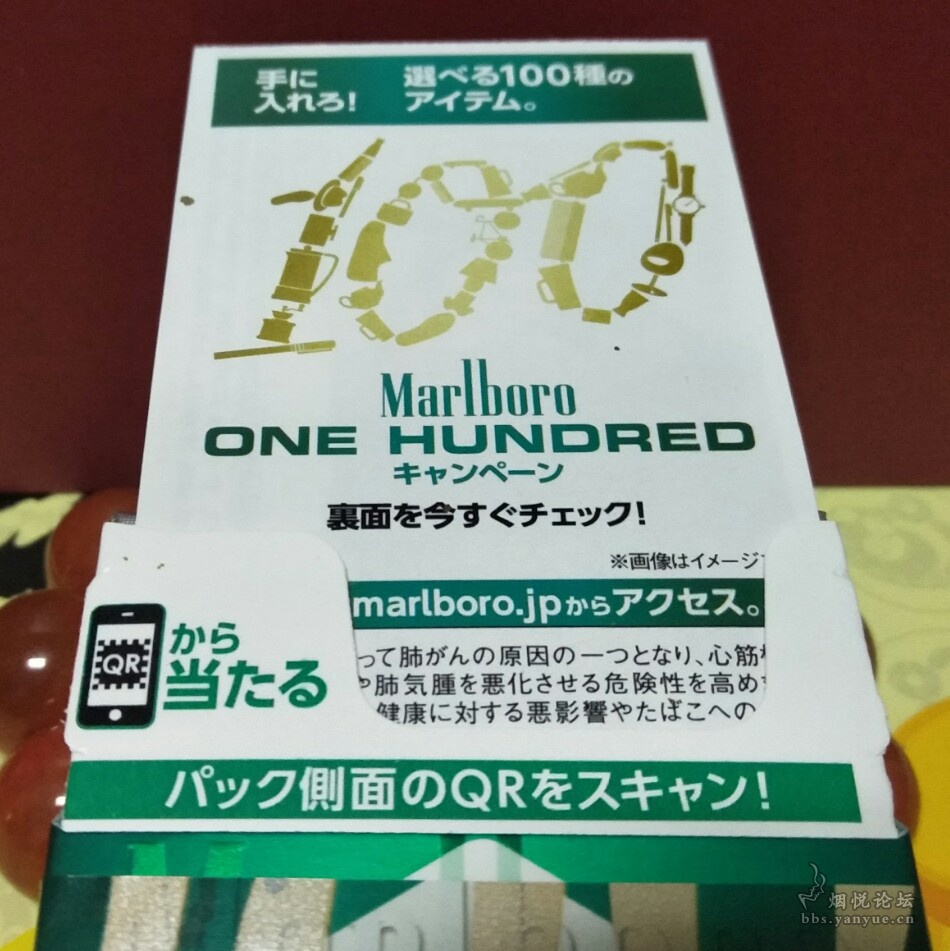 手に 選べる100種の
入れろ! アイテム。
Marlboro
ONE HUNDRED
キャンペーン
裏面を今すぐチェック!
※画像はイメージ
marlboro.jpからアクセス。
って肺がんの原因の一つとなり、心筋
や肺気腫を悪化させる危険性を高め
健康に対する悪影響やたばこへの
QR から
当たる
パック側面のQRをスキャン!
烟悦论坛
bbs.yanyue.cn